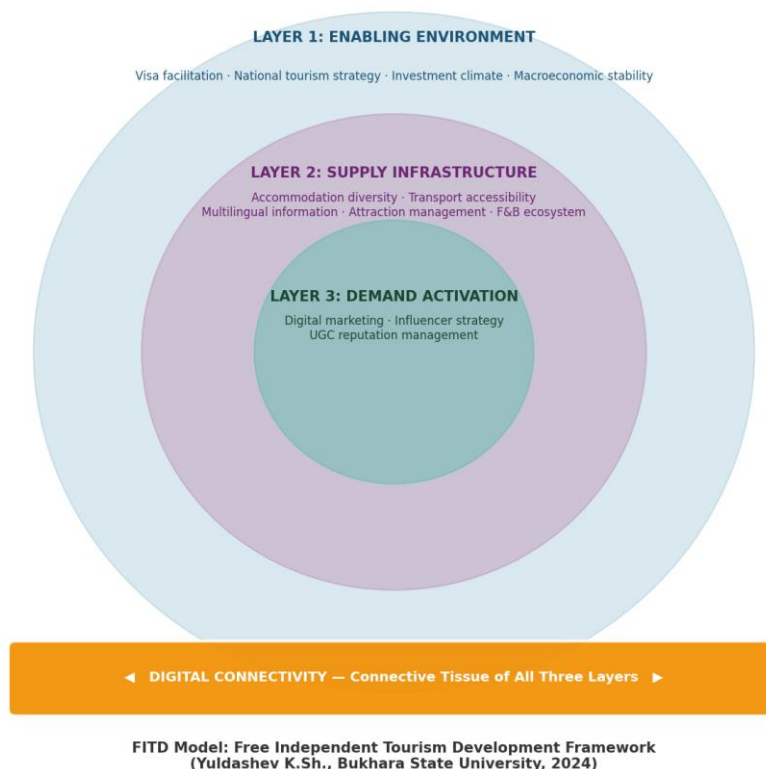 LAYER 1: ENABLING ENVIRONMENT
Visa facilitation · National tourism strategy · Investment climate · Macroeconomic stability
LAYER 2: SUPPLY INFRASTRUCTURE
Accommodation diversity · Transport accessibility
Multilingual information · Attraction management · F&B ecosystem
LAYER 3: DEMAND ACTIVATION
Digital marketing · Influencer strategy
UGC reputation management
◄ DIGITAL CONNECTIVITY — Connective Tissue of All Three Layers ►
FITD Model: Free Independent Tourism Development Framework
(Yuldashev K.Sh., Bukhara State University, 2024)